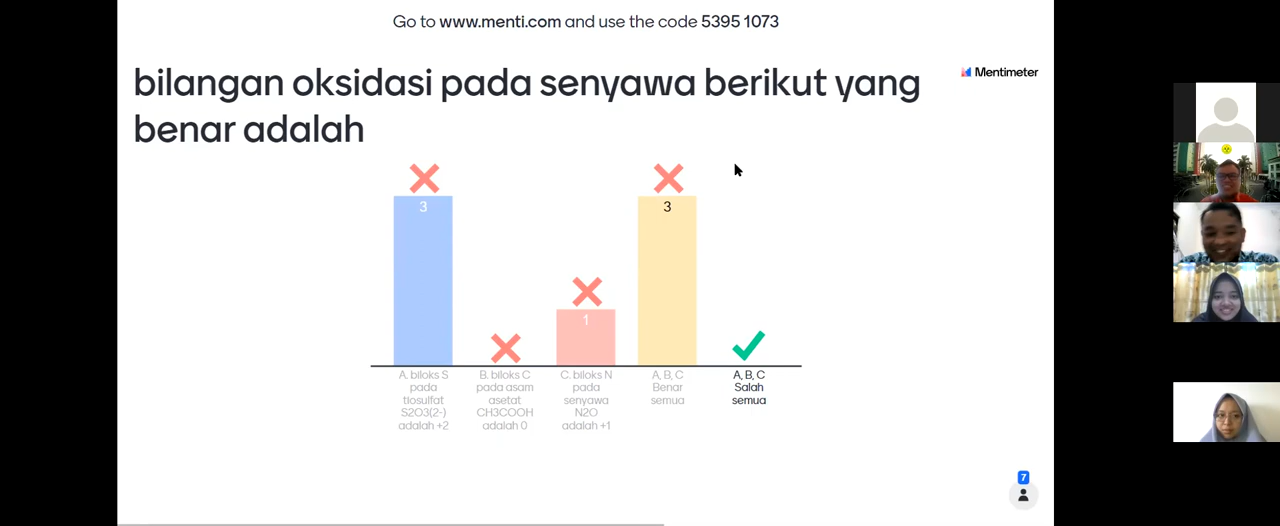 Go to www.menti.com and use the code 5395 1073
bilangan oksidasi pada senyawa berikut yang
benar adalah
Mentimeter
3
1
3
A. biloks S
pada
tiosulfat
S2O3(2-)
adalah +2
B. biloks C
pada asam
asetat
CH3COOH
adalah 0
C. biloks N
pada
senyawa
N2O
adalah +1
A, B, C
Benar
semua
A, B, C
Salah
semua
7